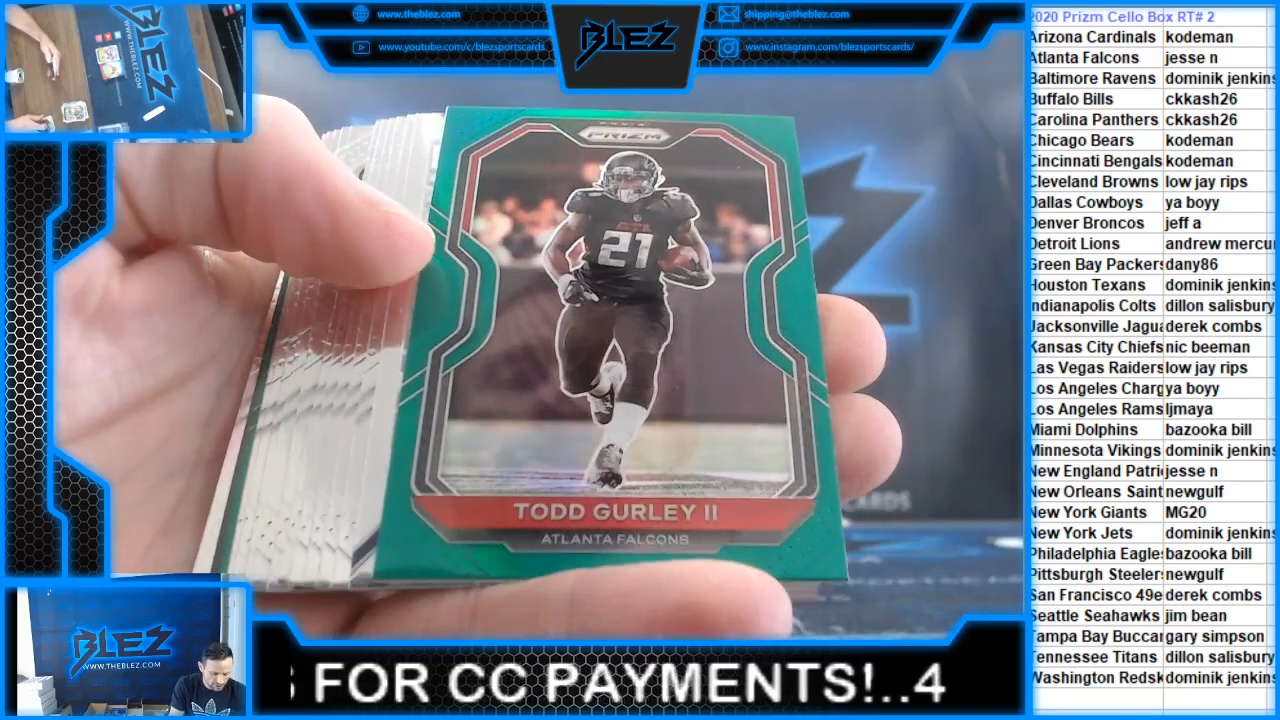 www.theblez.com
www.youtube.com/c/blezsportscards
BLEZ
shipping@theblez.com
www.instagram.com/blezsportscards/
BLEZ
WWW.THEBLEZ.COM
PRIZM
21
TODD GURLEY II
ATLANTA FALCONS
CARDS
BLEZ
WWW.THEBLEZ.COM
FOR CC PAYMENTS!..4
2020 Prizm Cello Box RT# 2
Arizona Cardinals kodeman
Atlanta Falcons jesse n
Baltimore Ravens dominik jenkins
Buffalo Bills ckkash26
Carolina Panthers ckkash26
Chicago Bears kodeman
Cincinnati Bengals kodeman
Cleveland Browns low jay rips
Dallas Cowboys ya boyy
Denver Broncos jeff a
Detroit Lions andrew mercu
Green Bay Packers dany86
Houston Texans dominik jenkins
Indianapolis Colts dillon salisbury
Jacksonville Jagua derek combs
Kansas City Chiefs nic beeman
Las Vegas Raiders low jay rips
Los Angeles Charg ya boyy
Los Angeles Rams ljmaya
Miami Dolphins bazooka bill
Minnesota Vikings dominik jenkins
New England Patri jesse n
New Orleans Saint newgulf
New York Giants MG20
New York Jets dominik jenkins
Philadelphia Eagle bazooka bill
Pittsburgh Steelers newgulf
San Francisco 49e derek combs
Seattle Seahawks jim bean
Tampa Bay Buccar gary simpson
Tennessee Titans dillon salisbury
Washington Redsk dominik jenkins